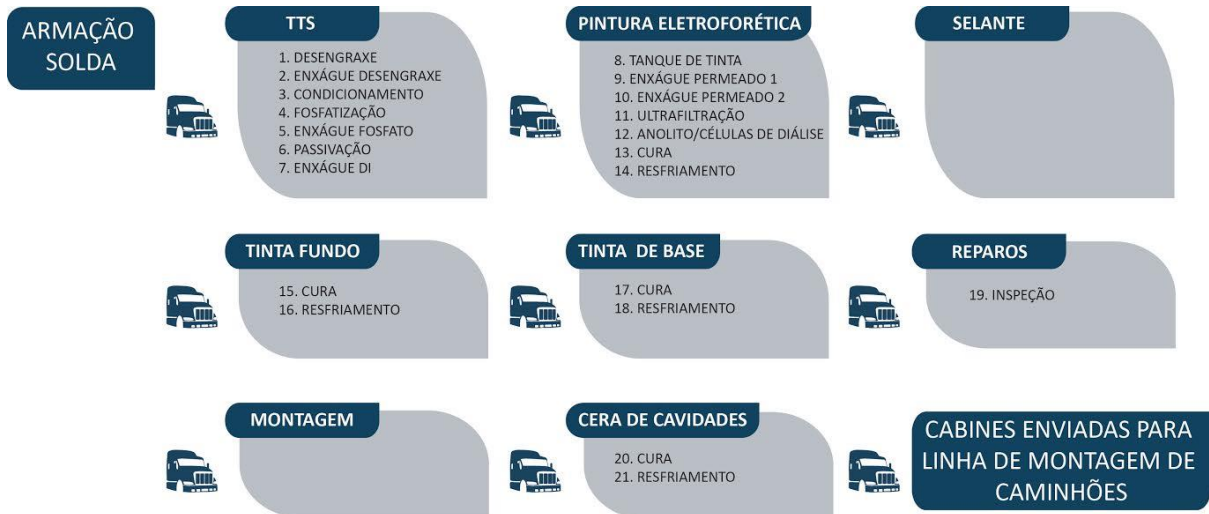 ARMAÇÃO
SOLDA
TTS
1. DESENGRAXE
2. ENXÁGUE DESENGRAXE
3. CONDICIONAMENTO
4. FOSFATIZAÇÃO
5. ENXÁGUE FOSFATO
6. PASSIVAÇÃO
7. ENXÁGUE DI
PINTURA ELETROFORÉTICA
8. TANQUE DE TINTA
9. ENXÁGUE PERMEADO 1
10. ENXÁGUE PERMEADO 2
11. ULTRAFILTRAÇÃO
12. ANOLITO/CÉLULAS DE DIÁLISE
13. CURA
14. RESFRIAMENTO
SELANTE
TINTA FUNDO
15. CURA
16. RESFRIAMENTO
TINTA DE BASE
17. CURA
18. RESFRIAMENTO
REPAROS
19. INSPEÇÃO
MONTAGEM
CERA DE CAVIDADES
20. CURA
21. RESFRIAMENTO
CABINES ENVIADAS PARA
LINHA DE MONTAGEM DE
CAMINHÕES